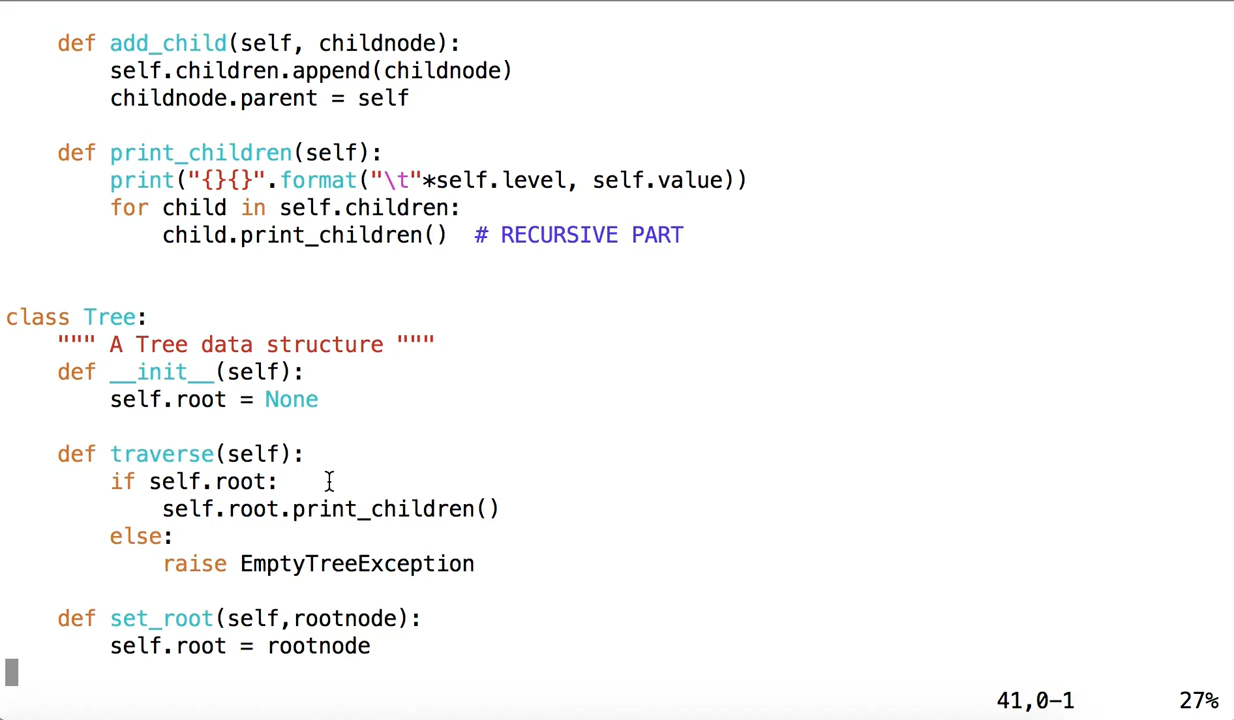 def add_child(self, childnode):
        self.children.append(childnode)
        childnode.parent = self

    def print_children(self):
        print("{}{}".format("\t"*self.level, self.value))
        for child in self.children:
            child.print_children()  # RECURSIVE PART


class Tree:
    """ A Tree data structure """
    def __init__(self):
        self.root = None

    def traverse(self):
        if self.root:
            self.root.print_children()
        else:
            raise EmptyTreeException

    def set_root(self,rootnode):
        self.root = rootnode
41,0-1 27%